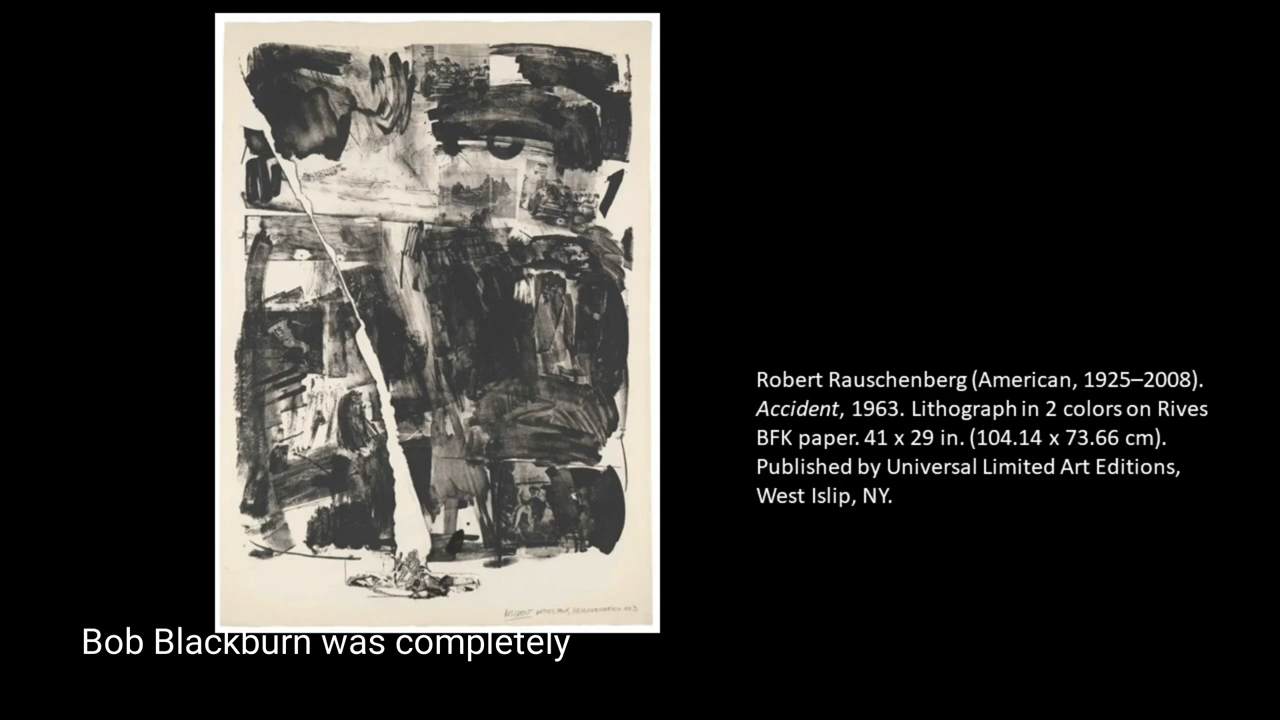 Robert Rauschenberg (American, 1925–2008).
Accident, 1963. Lithograph in 2 colors on Rives
BFK paper. 41 x 29 in. (104.14 x 73.66 cm).
Published by Universal Limited Art Editions,
West Islip, NY.
Bob Blackburn was completely